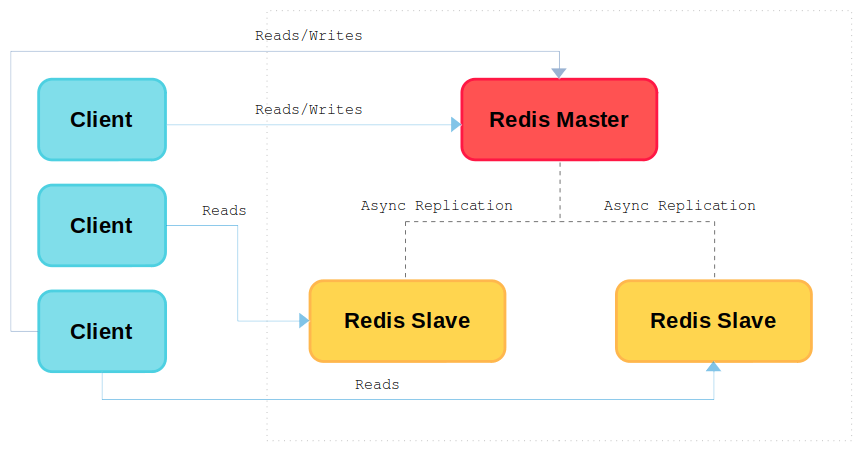 Reads/Writes
Client
Reads/Writes
Redis Master
Client
Reads
Async Replication
Async Replication
Client
Redis Slave
Redis Slave
Reads